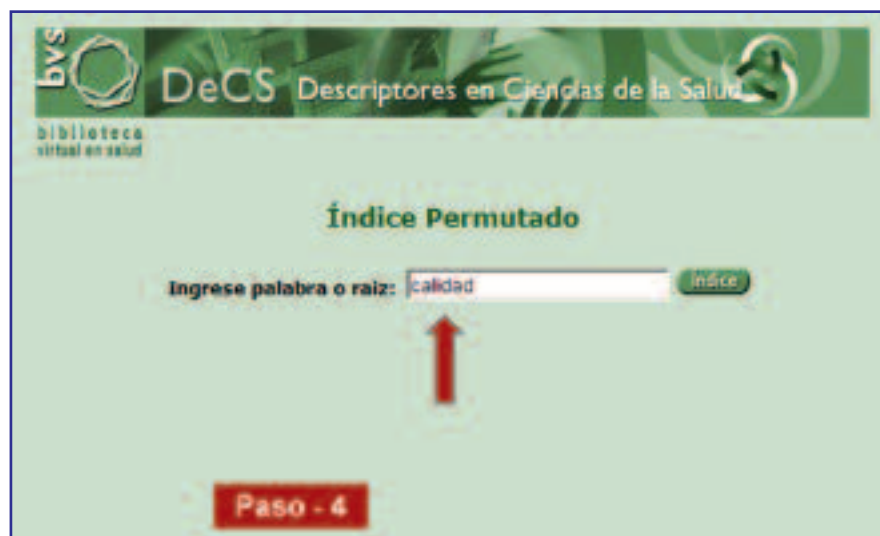 bvs
DeCS Descriptores en Ciencias de la Salud
biblioteca
virtual en salud
Índice Permutado
Ingrese palabra o raiz: calidad
Índice
Paso - 4